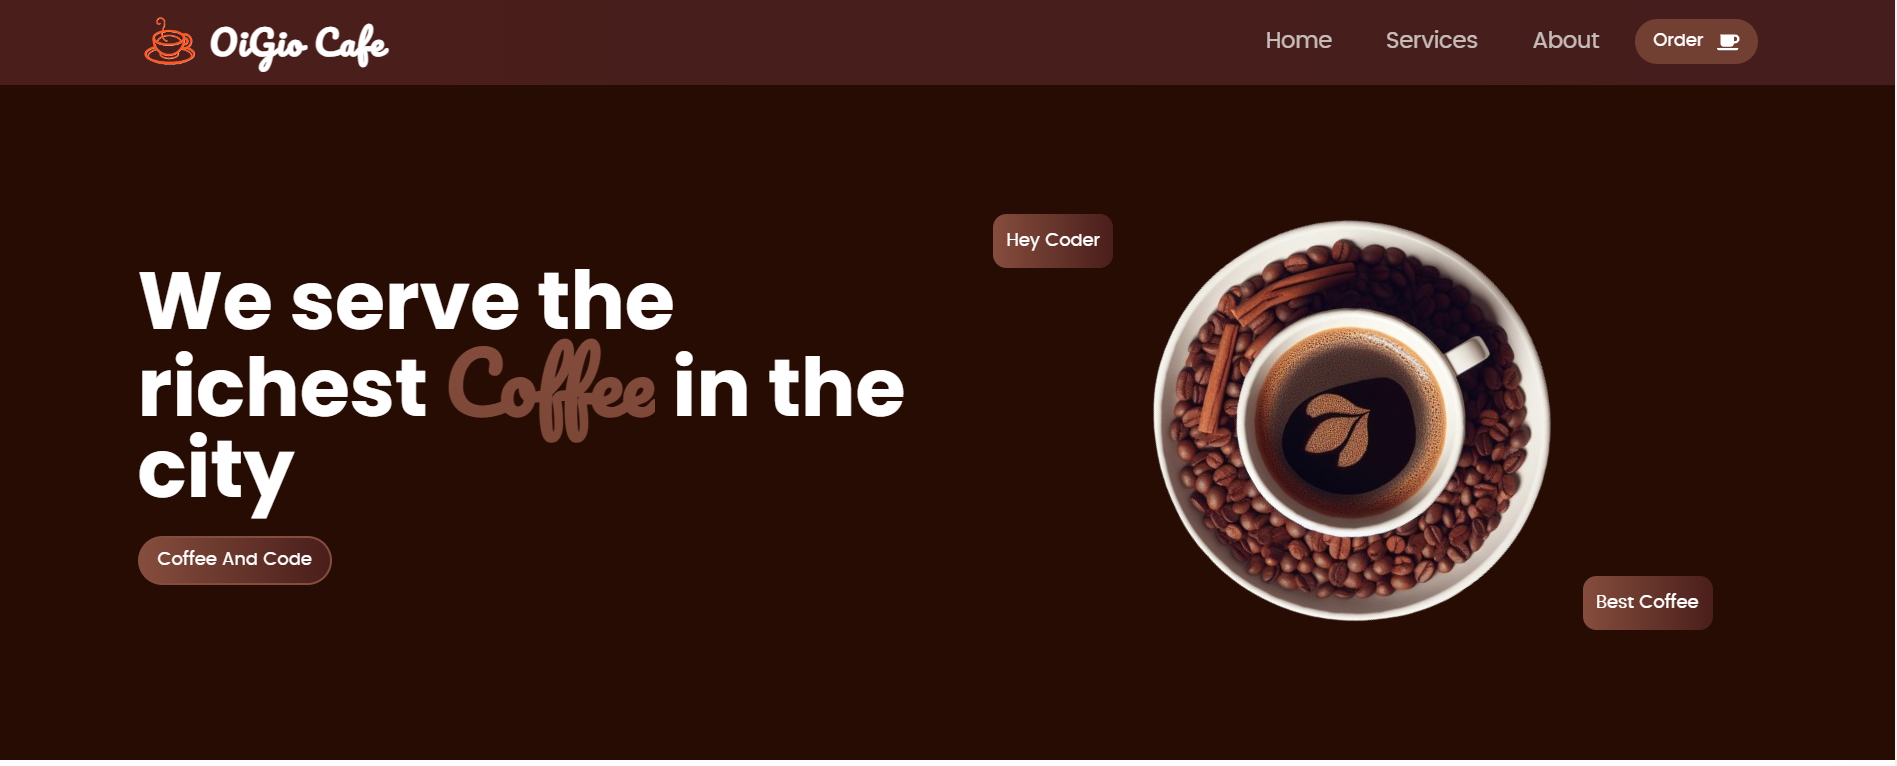 OiGio Cafe
Home
Services
About
Order
Hey Coder
We serve the
richest Coffee in the
city
Coffee And Code
Best Coffee